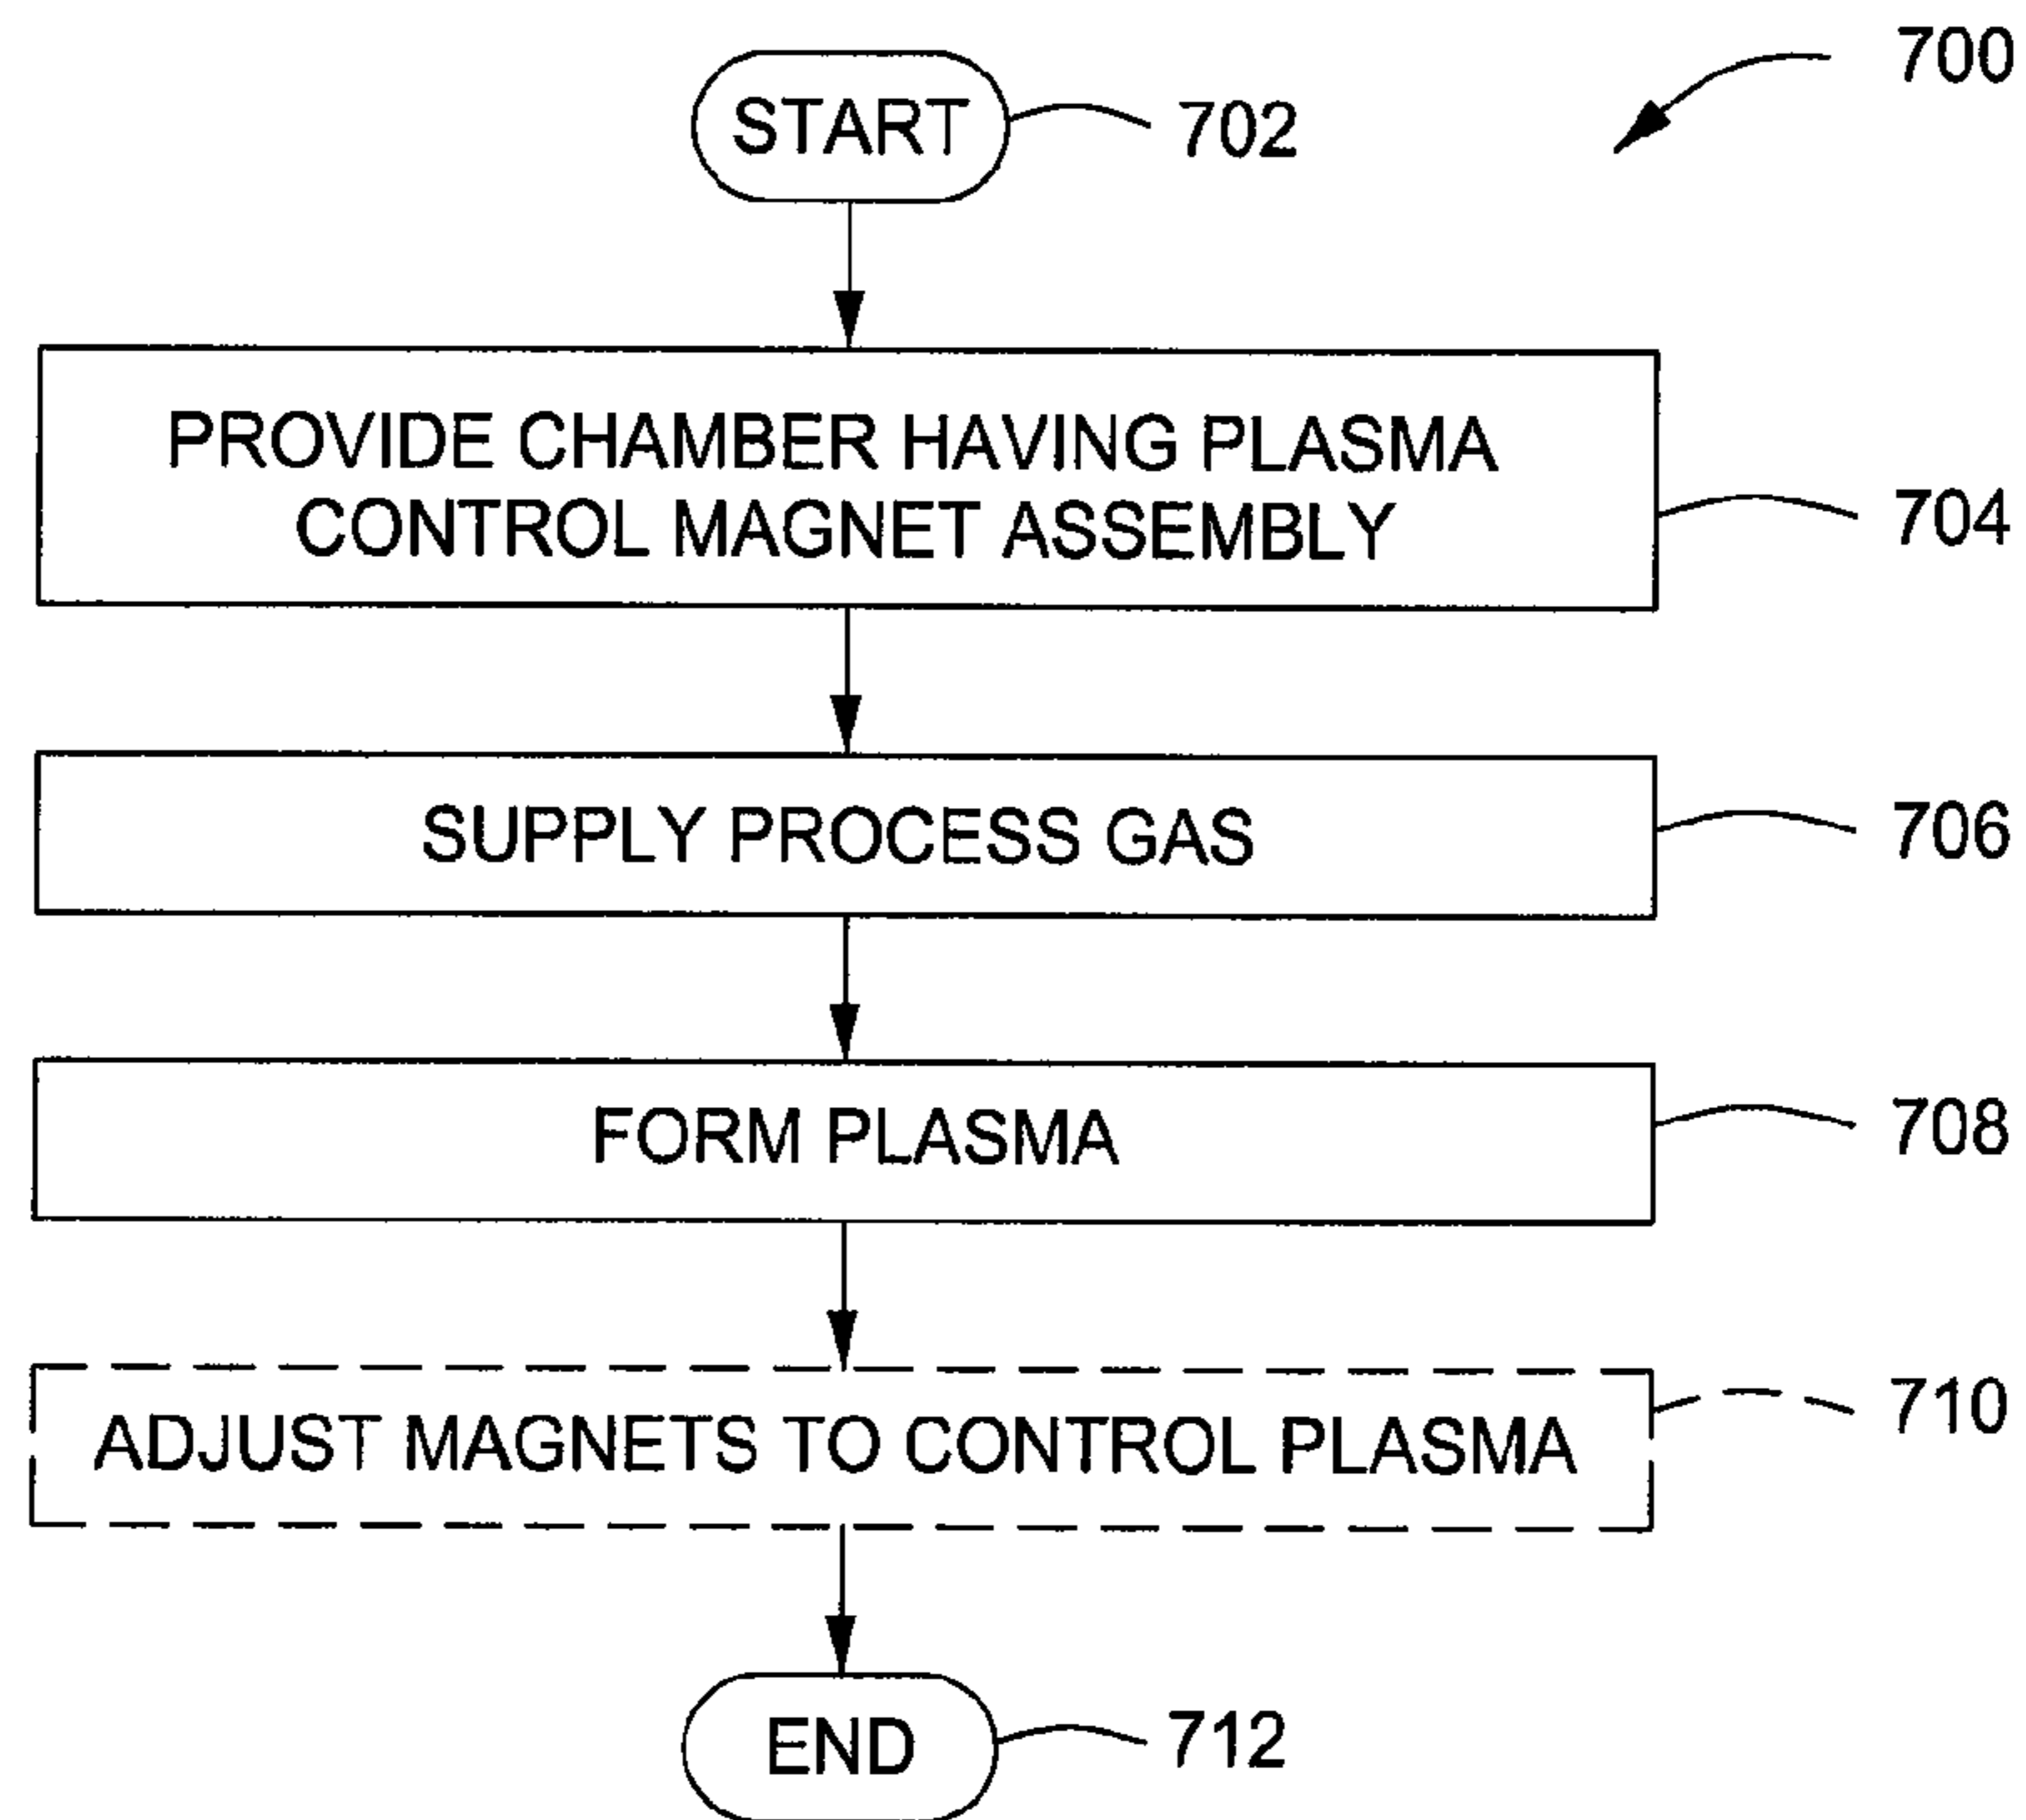 700
START
702
PROVIDE CHAMBER HAVING PLASMA
CONTROL MAGNET ASSEMBLY
704
SUPPLY PROCESS GAS
706
FORM PLASMA
708
ADJUST MAGNETS TO CONTROL PLASMA
710
END
712